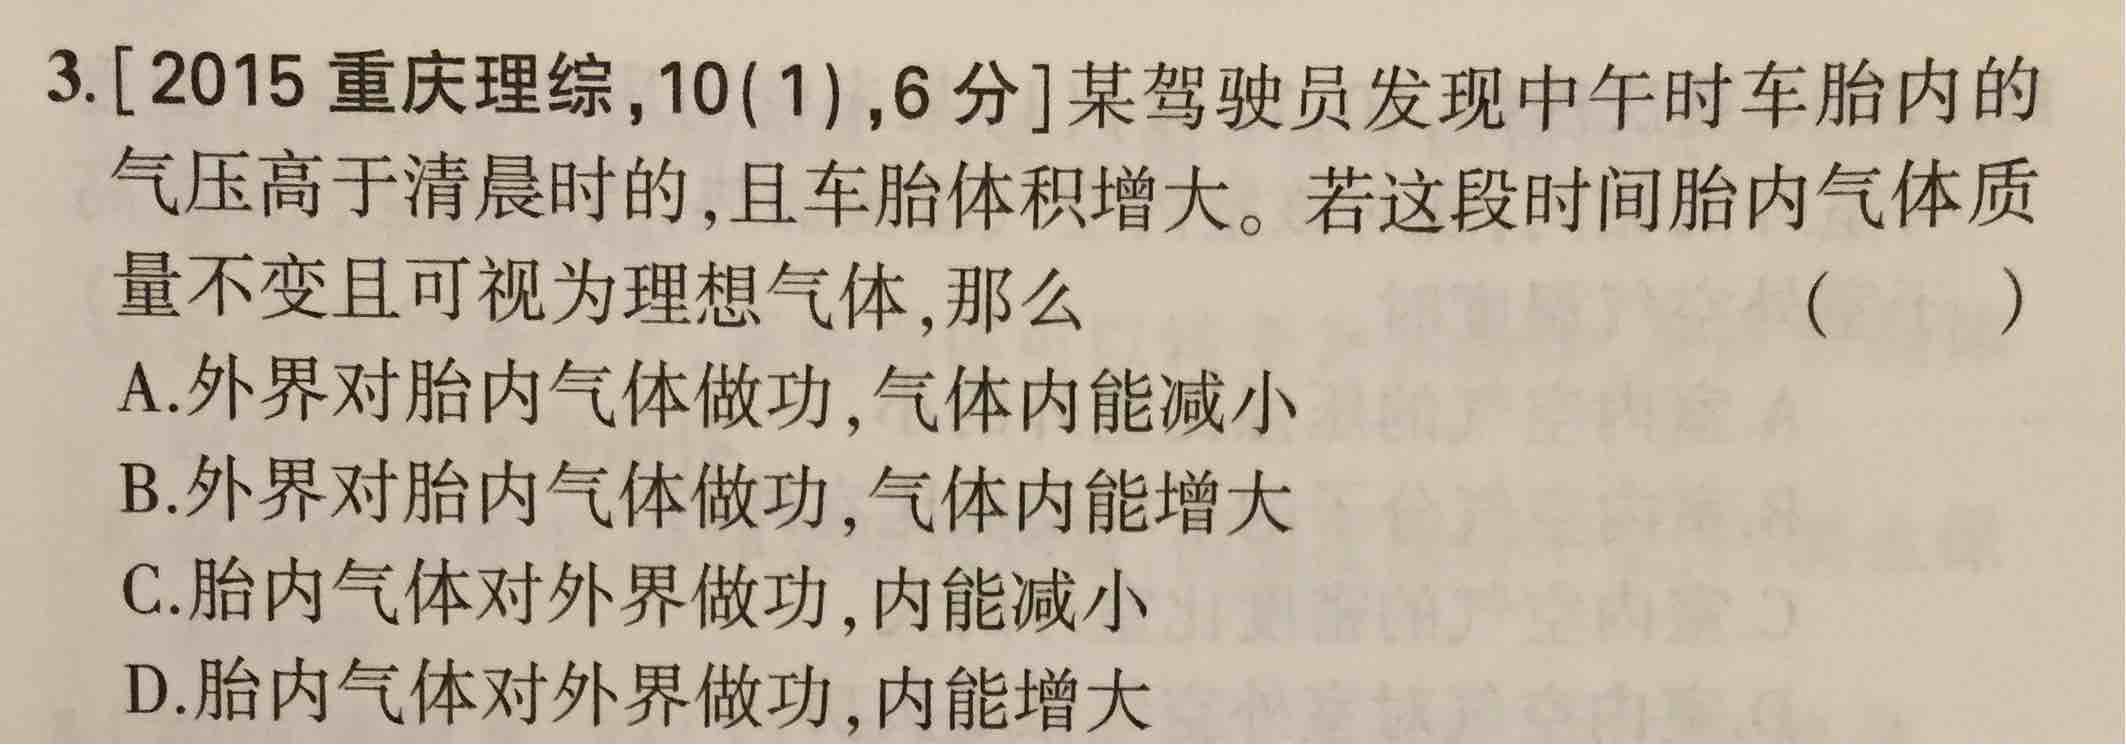 3.[2015重庆理综,10(1),6分]某驾驶员发现中午时车胎内的
气压高于清晨时的,且车胎体积增大。若这段时间胎内气体质
量不变且可视为理想气体,那么 ( )
A.外界对胎内气体做功,气体内能减小
B.外界对胎内气体做功,气体内能增大
C.胎内气体对外界做功,内能减小
D.胎内气体对外界做功,内能增大